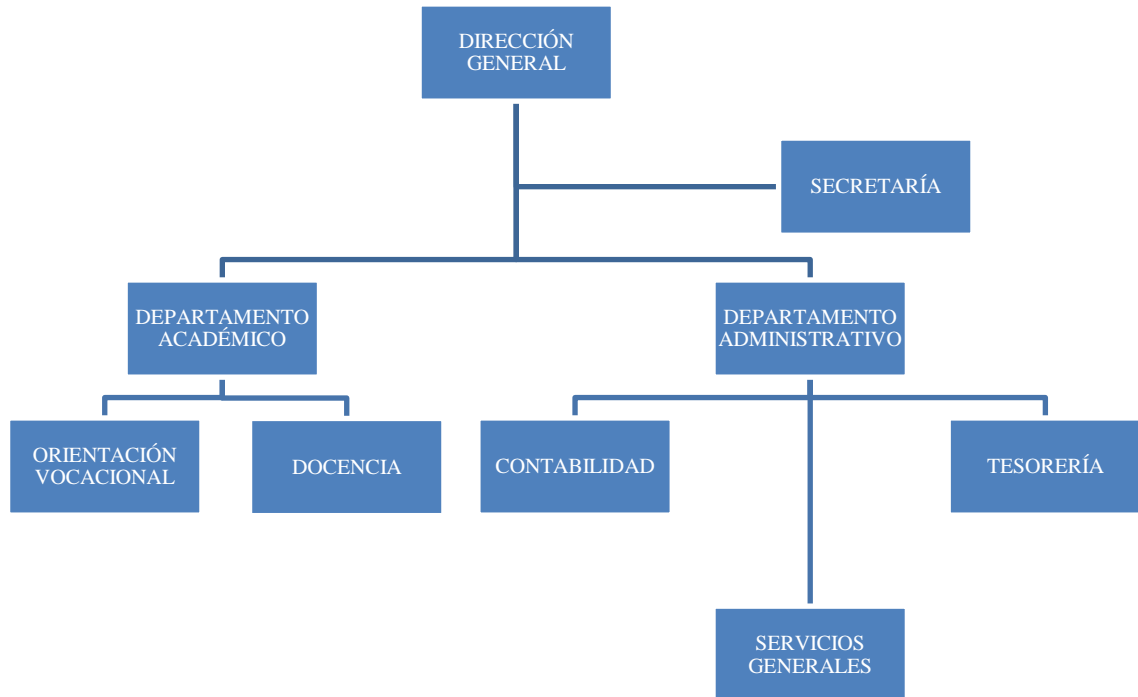 DIRECCIÓN
GENERAL
SECRETARÍA
DEPARTAMENTO
ACADÉMICO
DEPARTAMENTO
ADMINISTRATIVO
ORIENTACIÓN
VOCACIONAL
DOCENCIA
CONTABILIDAD
TESORERÍA
SERVICIOS
GENERALES